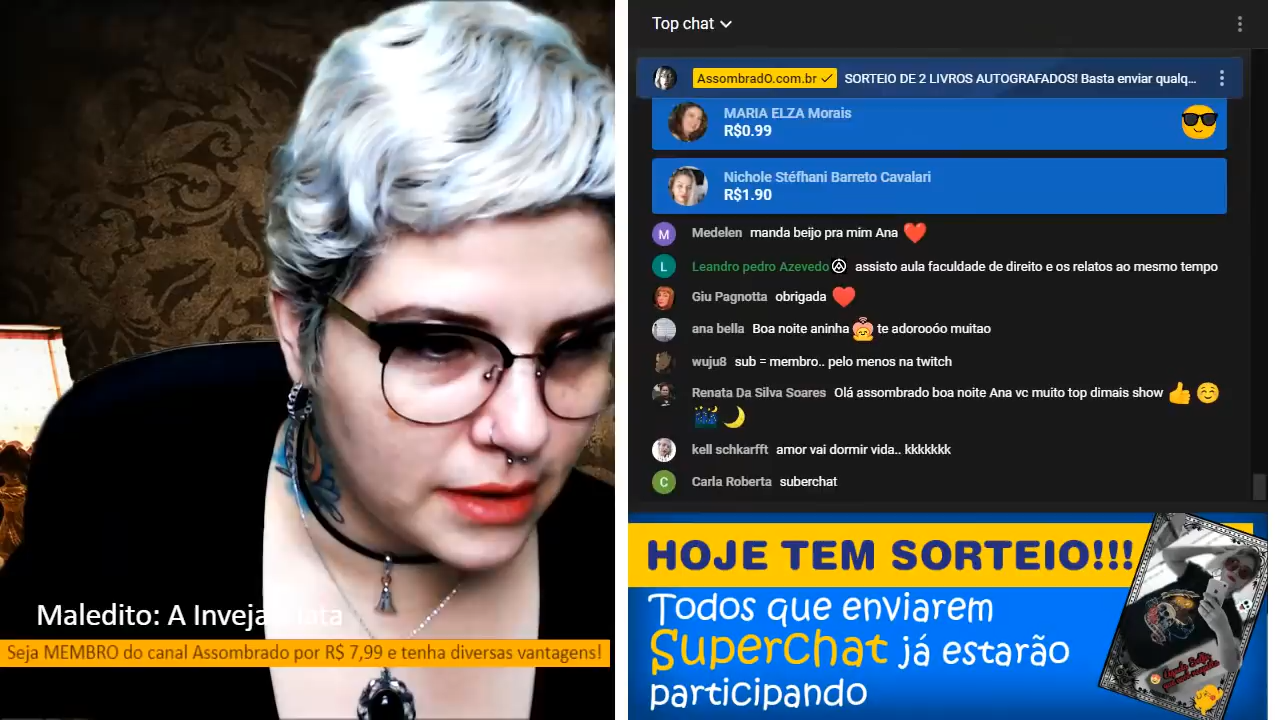 Maledito: A Inveja Mata
Seja MEMBRO do canal Assombrado por R$ 7,99 e tenha diversas vantagens!
Top chat
AssombradO.com.br SORTEIO DE 2 LIVROS AUTOGRAFADOS! Basta enviar qualq...
MARIA ELZA Morais
R$0.99
Nichole Stéfhani Barreto Cavalari
R$1.90
M Medelen manda beijo pra mim Ana
L Leandro pedro Azevedo assisto aula faculdade de direito e os relatos ao mesmo tempo
Giu Pagnotta obrigada
ana bella Boa noite aninha te adorooóo muitao
wuju8 sub = membro.. pelo menos na twitch
Renata Da Silva Soares Olá assombrado boa noite Ana vc muito top dimais show
kell schkarfft amor vai dormir vida.. kkkkkkk
C Carla Roberta suberchat
HOJE TEM SORTEIO!!!
Todos que enviarem
Superchat já estarão
participando